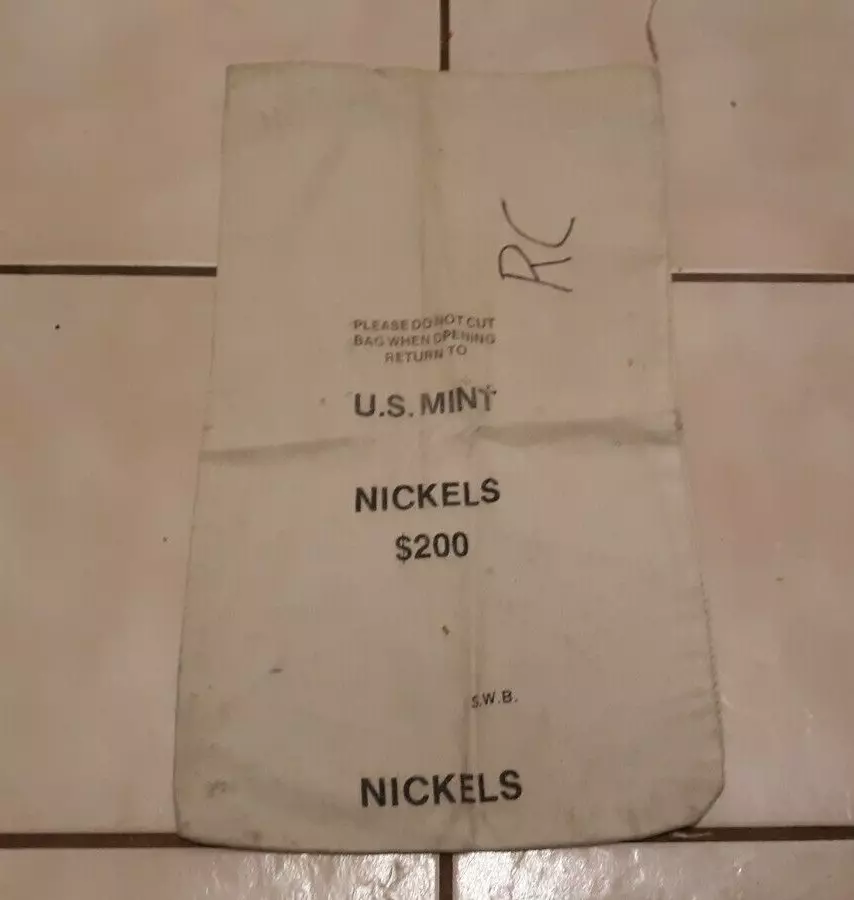 RC
PLEASE DO NOT CUT
BAG WHEN OPENING
RETURN TO
U.S. MINT
NICKELS
$200
S.W.B.
NICKELS